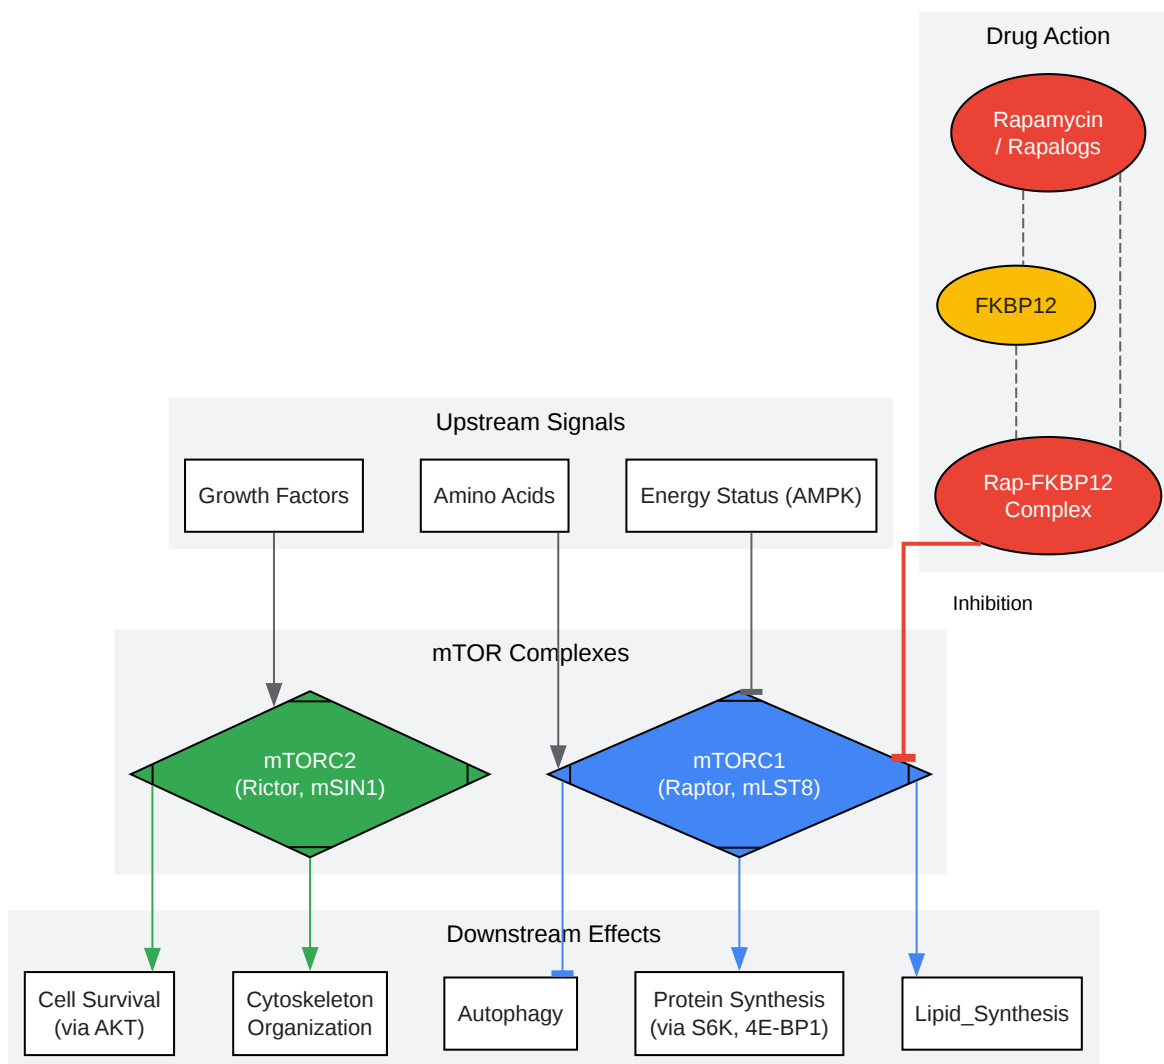 Drug Action
Rapamycin
/ Rapalogs
FKBP12
Rap-FKBP12
Complex
Inhibition
Upstream Signals
Growth Factors
Amino Acids
Energy Status (AMPK)
mTOR Complexes
mTORC2
(Rictor, mSIN1)
mTORC1
(Raptor, mLST8)
Downstream Effects
Cell Survival
(via AKT)
Cytoskeleton
Organization
Autophagy
Protein Synthesis
(via S6K, 4E-BP1)
Lipid_Synthesis